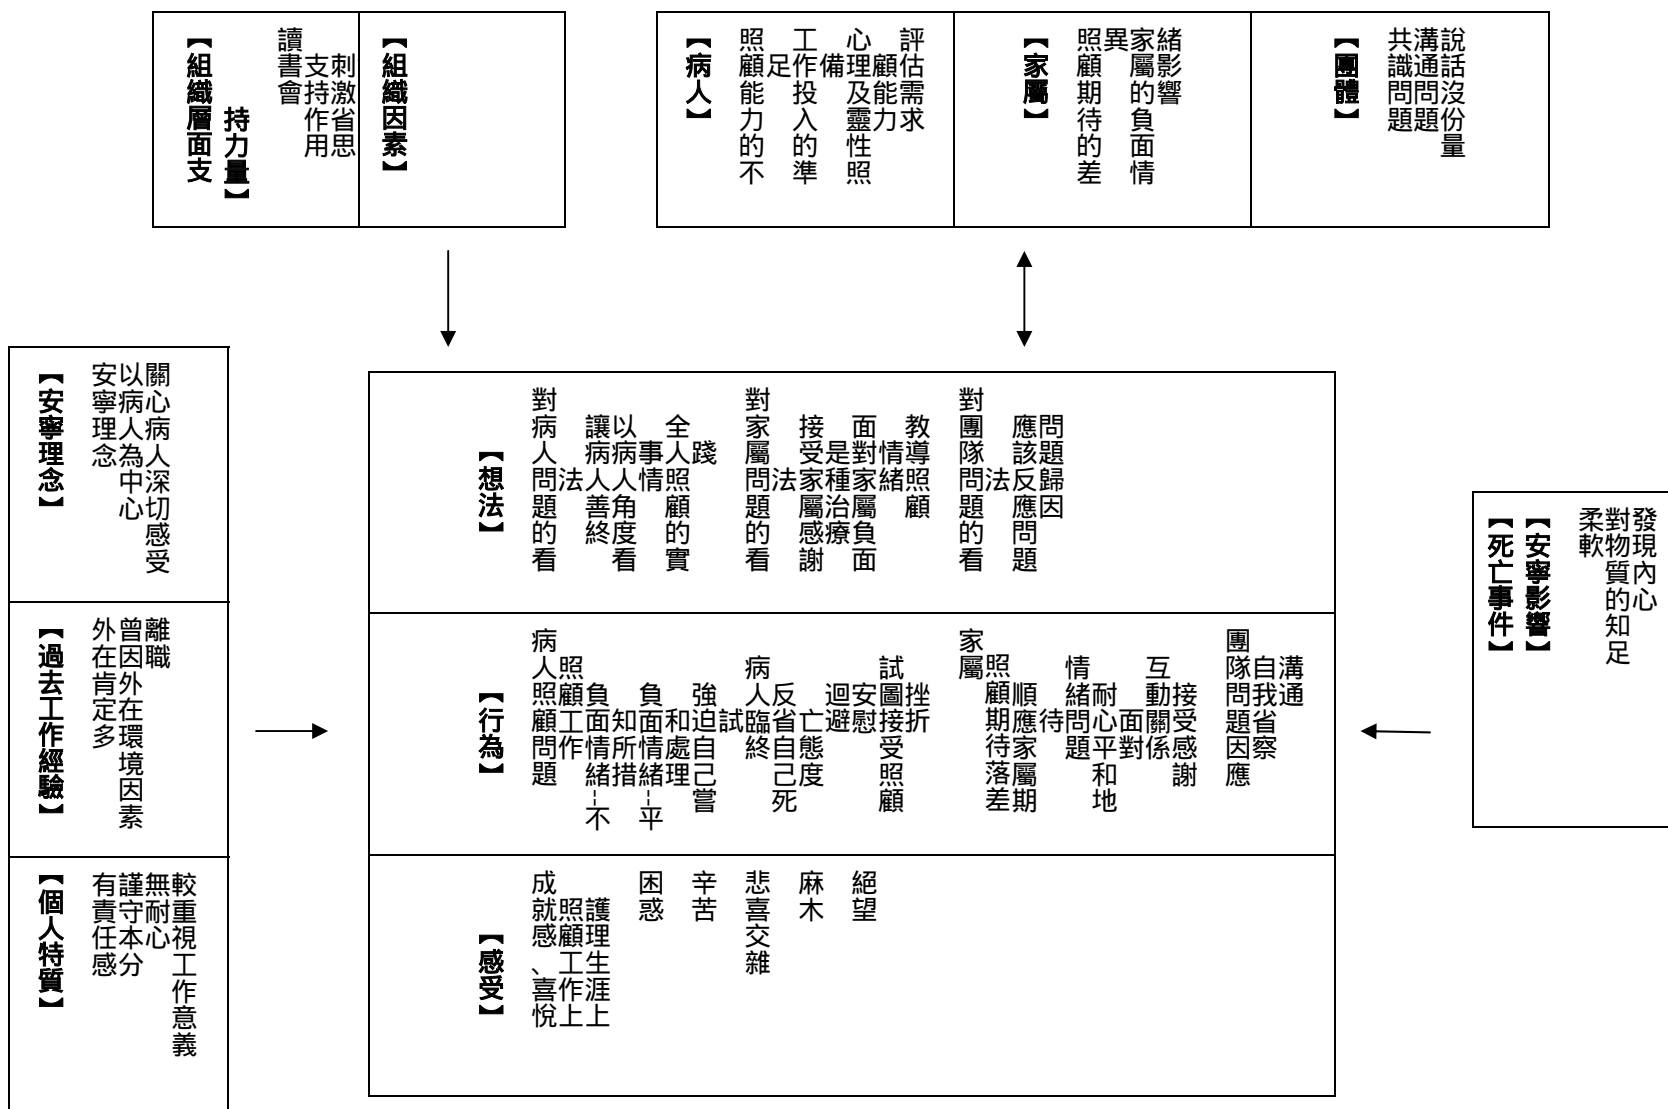 【組織層面支
持力量】
讀書會
支持作用
刺激省思
【組織因素】
【病人】
照顧能力的不
足
工作投入的準
備
心理及靈性照
顧能力
評估需求
【家屬】
照顧期待的差
異
家屬的負面情
緒影響
【團體】
共識問題
溝通問題
說話沒份量
【安寧理念】
安寧理念
以病人為中心
關心病人深切感受
【過去工作經驗】
外在肯定多
曾因外在環境因素
離職
【個人特質】
有責任感
謹守本分
無耐心
較重視工作意義
【想法】
對病人問題的看
法
讓病人善終
以病人角度看
事情
全人照顧的實
踐
對家屬問題的看
法
接受家屬感謝
是種治療
面對家屬負面
情緒
教導照顧
對團隊問題的看
法
應該反應問題
問題歸因
【行為】
病人照顧問題
照顧工作
負面情緒--不
知所措
負面情緒--平
和處理
強迫自己嘗
試
病人臨終
反省自己死
亡態度
迴避
安慰
試圖接受照顧
挫折
家屬
照顧期待落差
順應家屬期
待
情緒問題
耐心平和地
面對
互動關係
接受感謝
團隊問題因應
自我省察
溝通
【感受】
成就感、喜悅
照顧工作上
護理生涯上
困惑
辛苦
悲喜交雜
麻木
絕望
【死亡事件】
【安寧影響】
柔軟
對物質的知足
發現內心